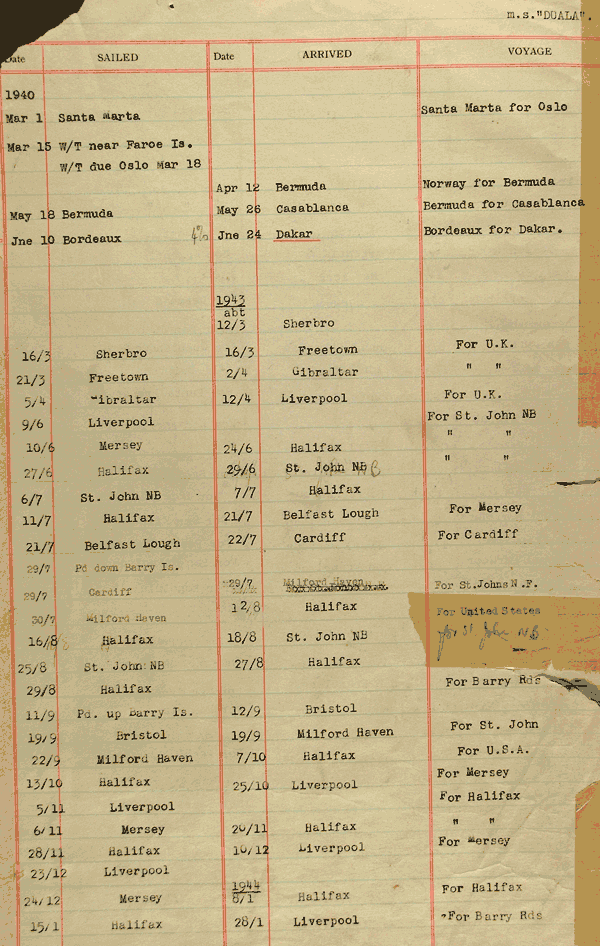 m.s."DUALA".
Date SAILED Date ARRIVED VOYAGE
1940
Mar 1 Santa Marta Santa Marta for Oslo
Mar 15 W/T near Faroe Is.
W/T due Oslo Mar 18
Apr 12 Bermuda Norway for Bermuda
May 18 Bermuda May 26 Casablanca Bermuda for Casablanca
Jne 10 Bordeaux Jne 24 Dakar Bordeaux for Dakar.
1943
abt
12/3 Sherbro
16/3 Sherbro 16/3 Freetown For U.K.
21/3 Freetown 2/4 Gibraltar " "
5/4 Gibraltar 12/4 Liverpool For U.K.
9/6 Liverpool For St. John NB
10/6 Mersey 24/6 Halifax " "
27/6 Halifax 29/6 St. John NB " "
6/7 St. John NB 7/7 Halifax
11/7 Halifax 21/7 Belfast Lough For Mersey
21/7 Belfast Lough 22/7 Cardiff For Cardiff
29/7 Pd down Barry Is.
29/7 Cardiff 29/7 Milford Haven For St.Johns N.F.
30/7 Milford Haven 12/8 Halifax For United States
for St John NB
16/8 Halifax 18/8 St. John NB
25/8 St. John NB 27/8 Halifax
29/8 Halifax For Barry Rds
11/9 Pd. up Barry Is. 12/9 Bristol
19/9 Bristol 19/9 Milford Haven For St. John
22/9 Milford Haven 7/10 Halifax For U.S.A.
13/10 Halifax 25/10 Liverpool For Mersey
5/11 Liverpool For Halifax
6/11 Mersey 20/11 Halifax " "
28/11 Halifax 10/12 Liverpool For Mersey
23/12 Liverpool
1944
24/12 Mersey 8/1 Halifax For Halifax
15/1 Halifax 28/1 Liverpool "For Barry Rds